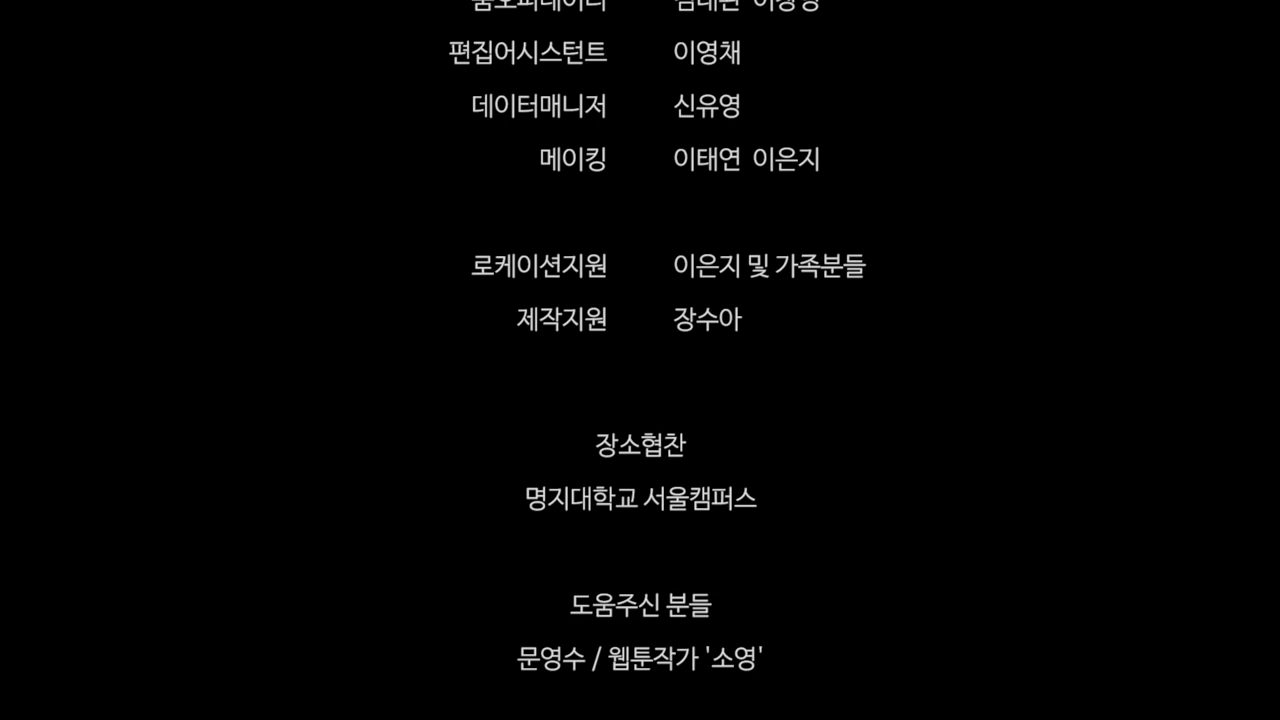 편집어시스턴트 이영채
데이터매니저 신유영
메이킹 이태연 이은지
로케이션지원 이은지 및 가족분들
제작지원 장수아
장소협찬
명지대학교 서울캠퍼스
도움주신 분들
문영수 / 웹툰작가 '소영'